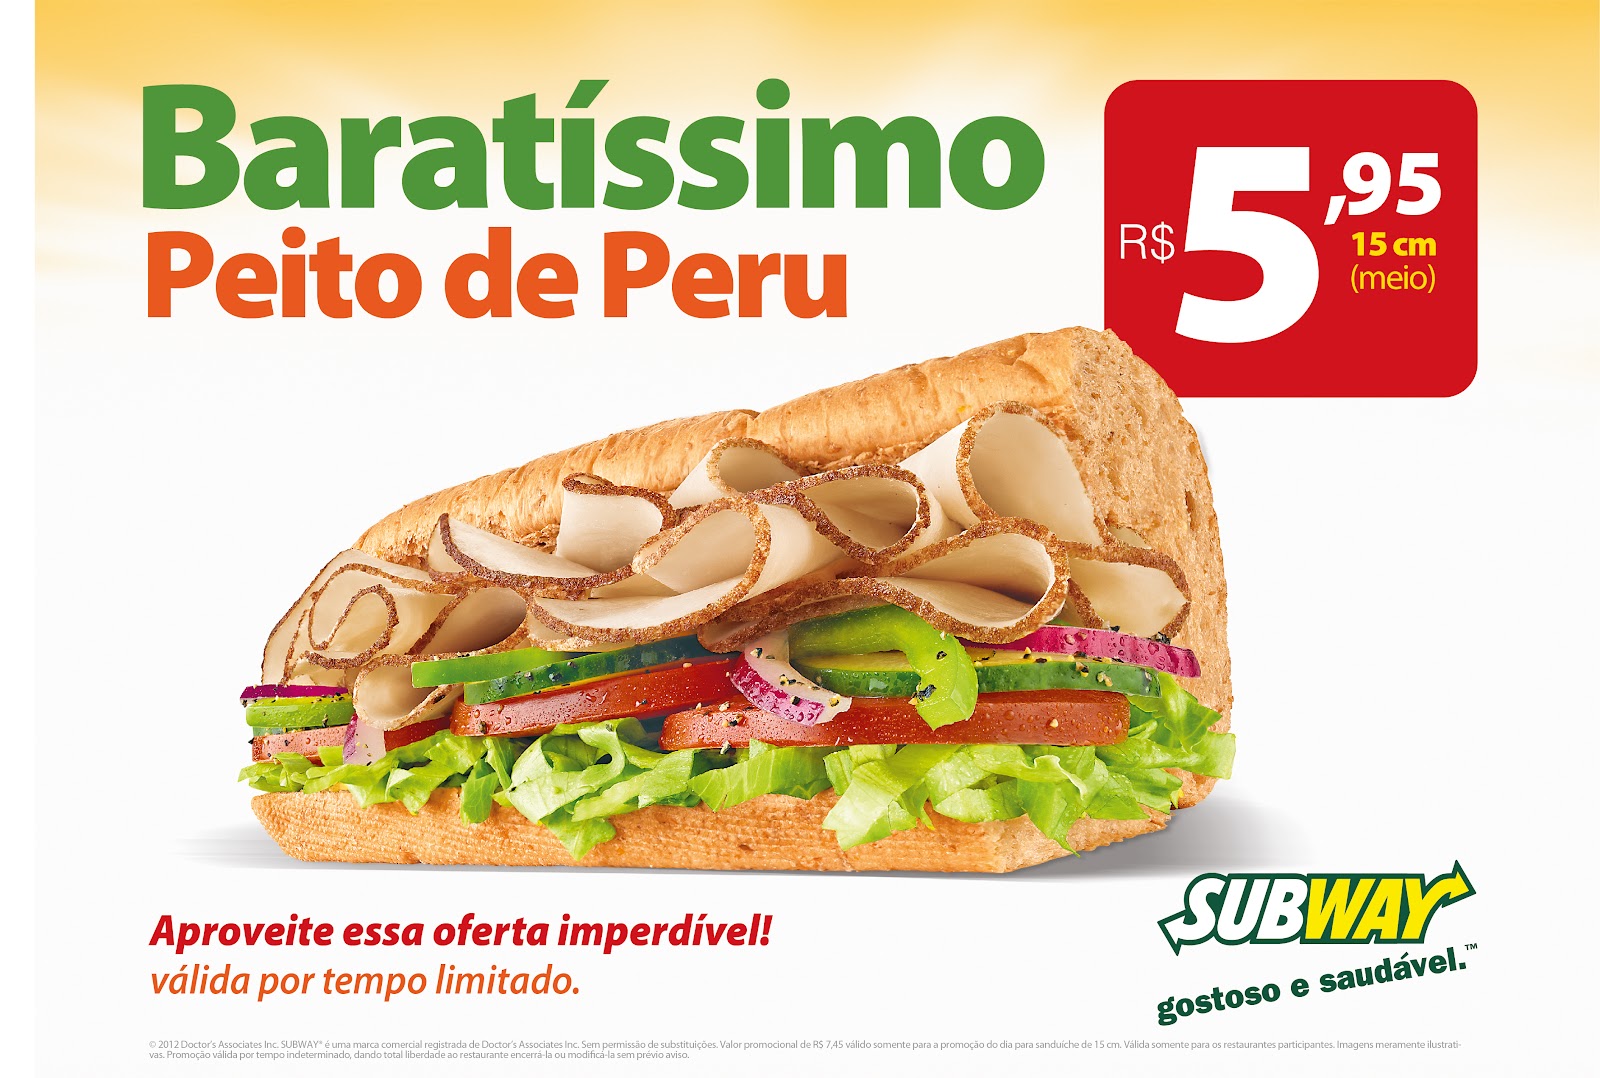 Baratíssimo
Peito de Peru
R$ 5,95
15 cm
(meio)
Aproveite essa oferta imperdível!
válida por tempo limitado.
SUBWAY
gostoso e saudável.™
© 2012 Doctor's Associates Inc. SUBWAY® é uma marca comercial registrada de Doctor's Associates Inc. Sem permissão de substituições. Valor promocional de R$ 7,45 válido somente para a promoção do dia para sanduíche de 15 cm. Válida somente para os restaurantes participantes. Imagens meramente ilustrati-
vas. Promoção válida por tempo indeterminado, dando total liberdade ao restaurante encerrá-la ou modificá-la sem prévio aviso.